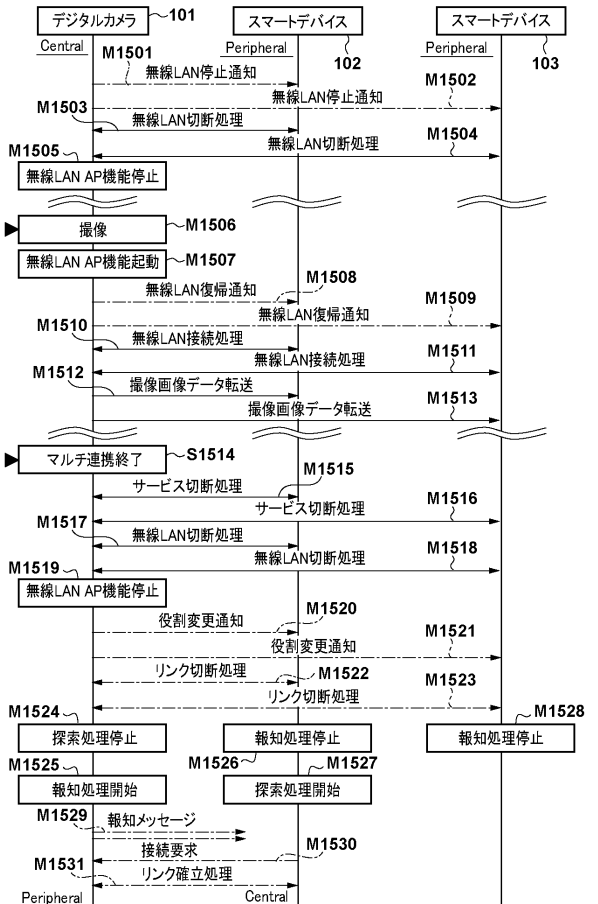 デジタルカメラ 101
スマートデバイス
102
スマートデバイス
103
Central
Peripheral
Peripheral
M1501
無線LAN停止通知
M1502
無線LAN停止通知
M1503
無線LAN切断処理
M1504
無線LAN切断処理
M1505
無線LAN AP機能停止
撮像
M1506
無線LAN AP機能起動
M1507
無線LAN復帰通知
M1508
無線LAN復帰通知
M1509
M1510
無線LAN接続処理
M1511
無線LAN接続処理
M1512
撮像画像データ転送
M1513
撮像画像データ転送
マルチ連携終了
S1514
サービス切断処理
M1515
サービス切断処理
M1516
M1517
無線LAN切断処理
M1518
無線LAN切断処理
M1519
無線LAN AP機能停止
役割変更通知
M1520
役割変更通知
M1521
リンク切断処理
M1522
リンク切断処理
M1523
M1524
探索処理停止
報知処理停止
M1526
報知処理停止
M1528
M1525
報知処理開始
M1527
探索処理開始
M1529
報知メッセージ
接続要求
M1530
M1531
リンク確立処理
Peripheral
Central